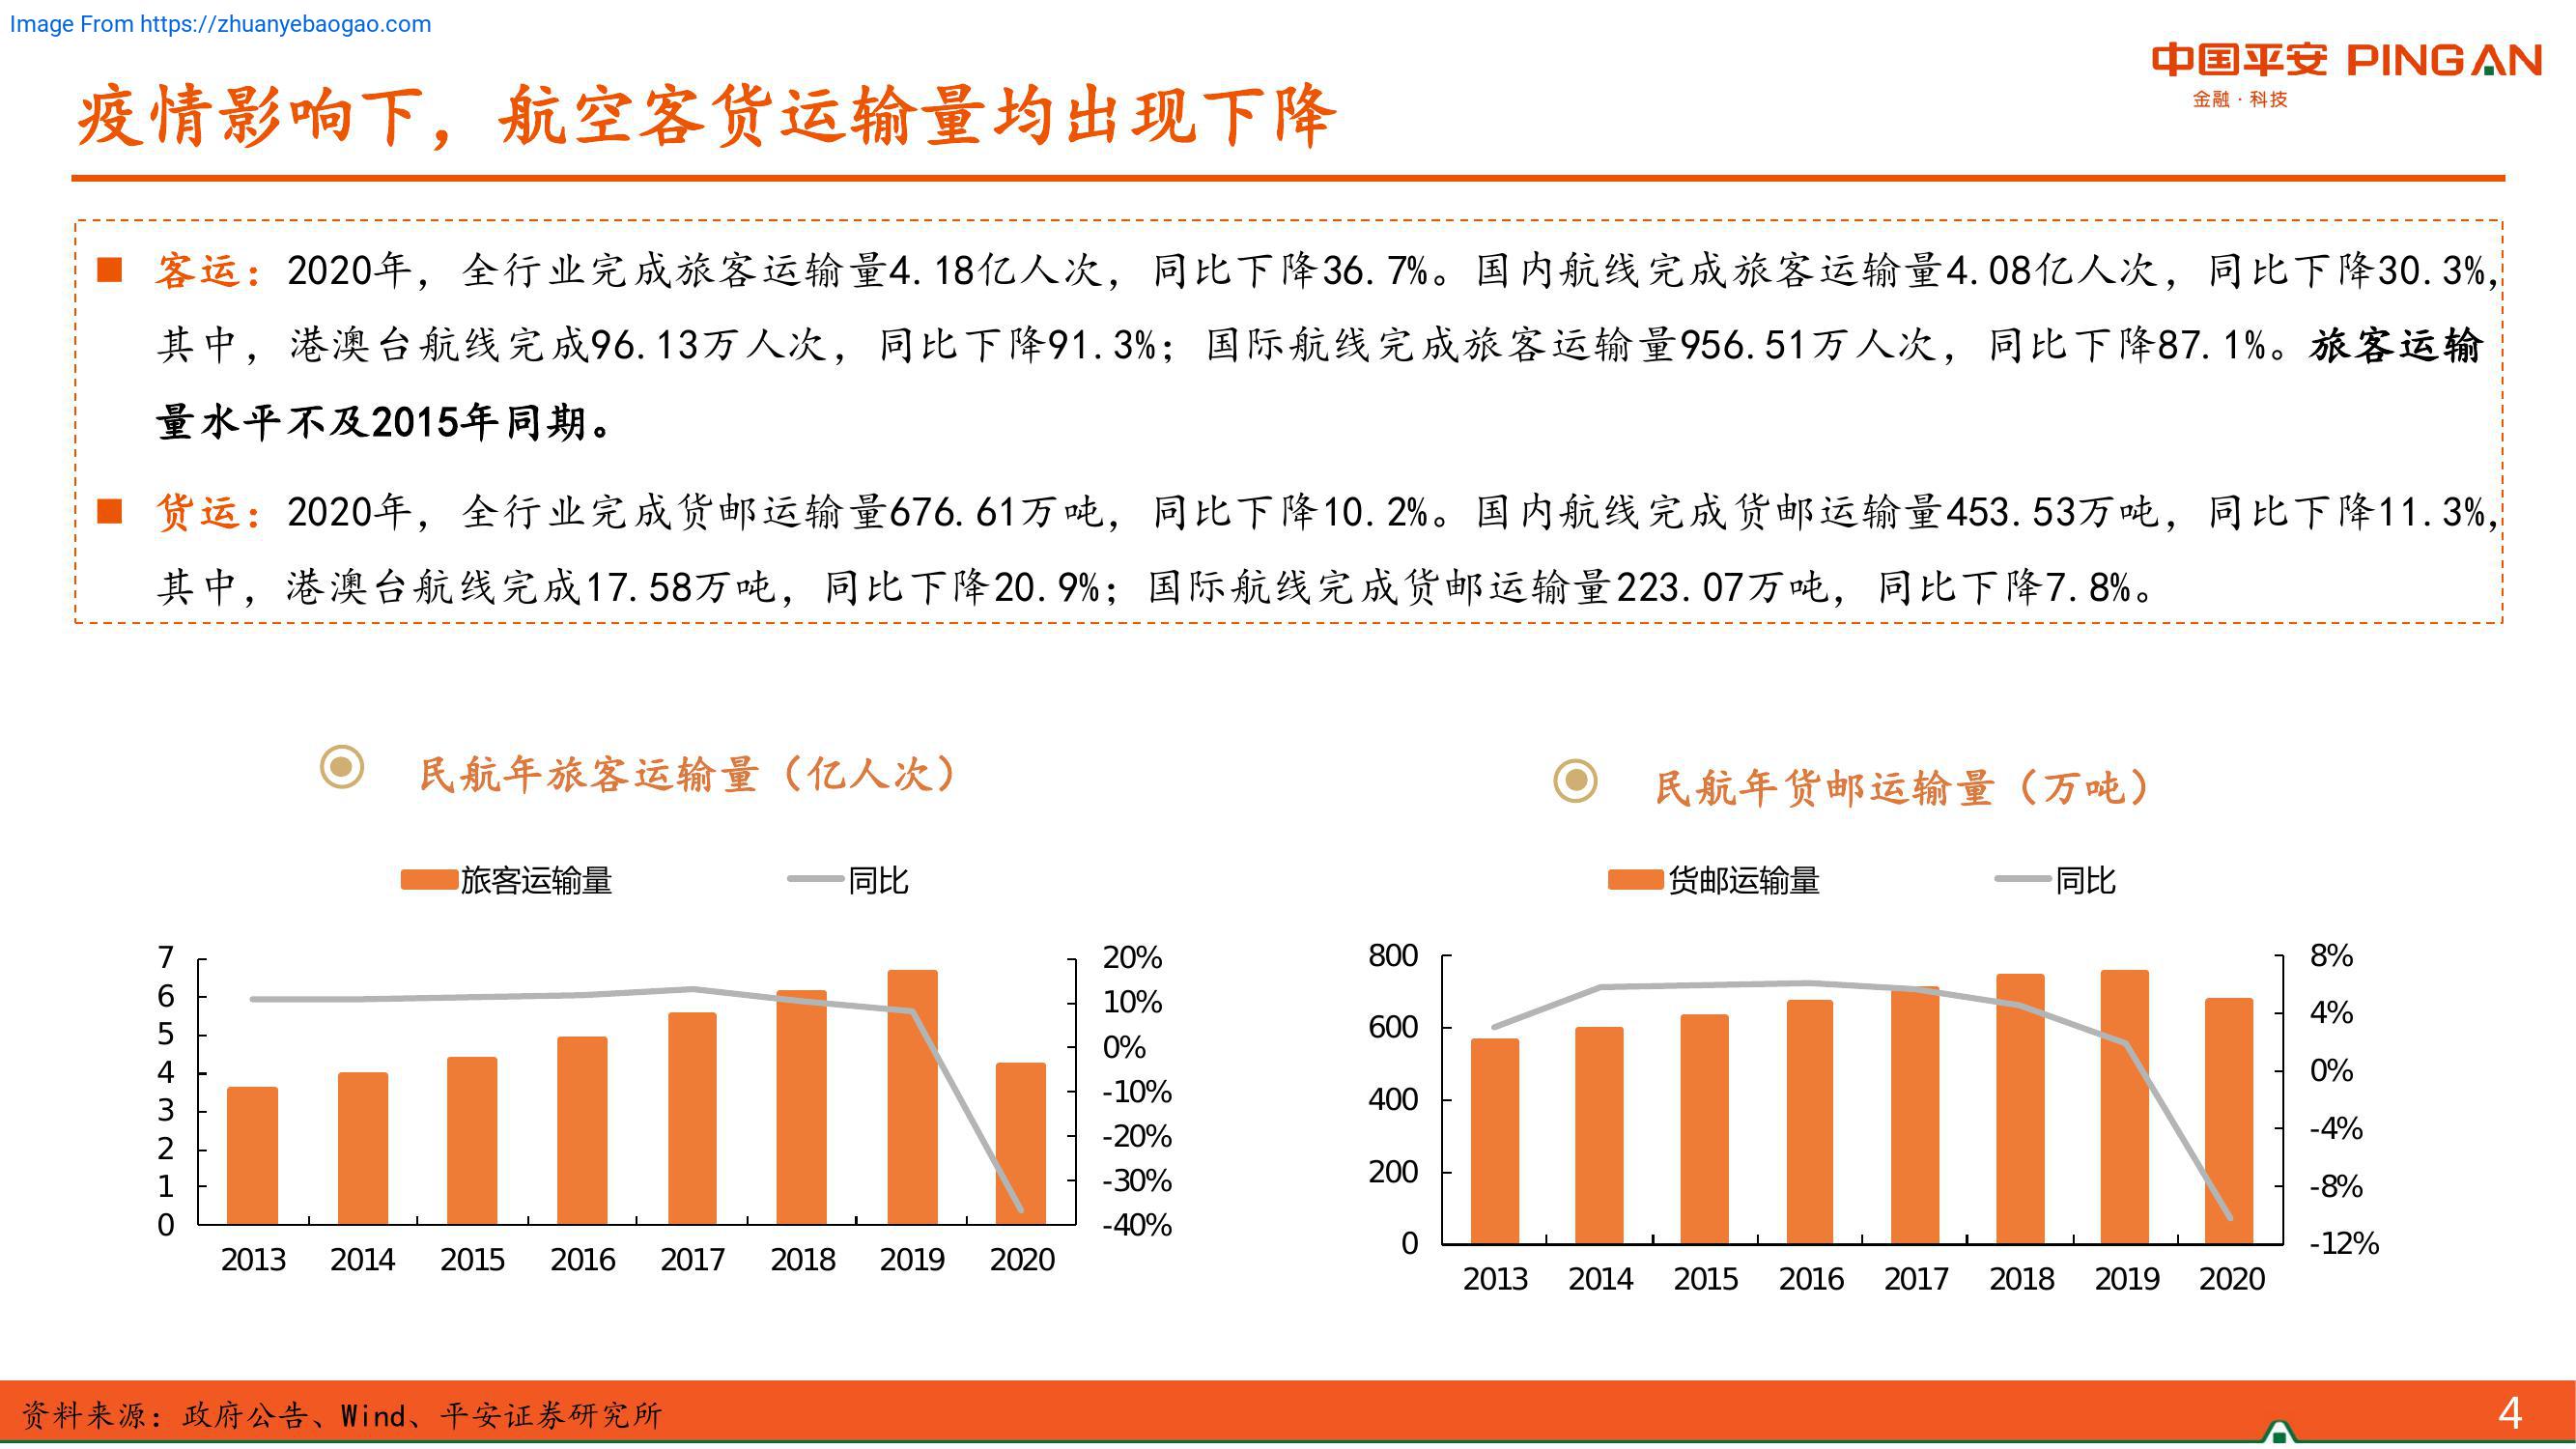 Image From https://zhuanyebaogao.com
中国平安 PINGAN
金融·科技
疫情影响下，航空客货运输量均出现下降
客运：2020年，全行业完成旅客运输量4.18亿人次，同比下降36.7%。国内航线完成旅客运输量4.08亿人次，同比下降30.3%，
其中，港澳台航线完成96.13万人次，同比下降91.3%；国际航线完成旅客运输量956.51万人次，同比下降87.1%。旅客运输
量水平不及2015年同期。
货运：2020年，全行业完成货邮运输量676.61万吨，同比下降10.2%。国内航线完成货邮运输量453.53万吨，同比下降11.3%，
其中，港澳台航线完成17.58万吨，同比下降20.9%；国际航线完成货邮运输量223.07万吨，同比下降7.8%。
民航年旅客运输量（亿人次）
旅客运输量 同比
7
6
5
4
3
2
1
0
20%
10%
0%
-10%
-20%
-30%
-40%
2013 2014 2015 2016 2017 2018 2019 2020
民航年货邮运输量（万吨）
货邮运输量 同比
800
600
400
200
0
8%
4%
0%
-4%
-8%
-12%
2013 2014 2015 2016 2017 2018 2019 2020
资料来源：政府公告、Wind、平安证券研究所
4